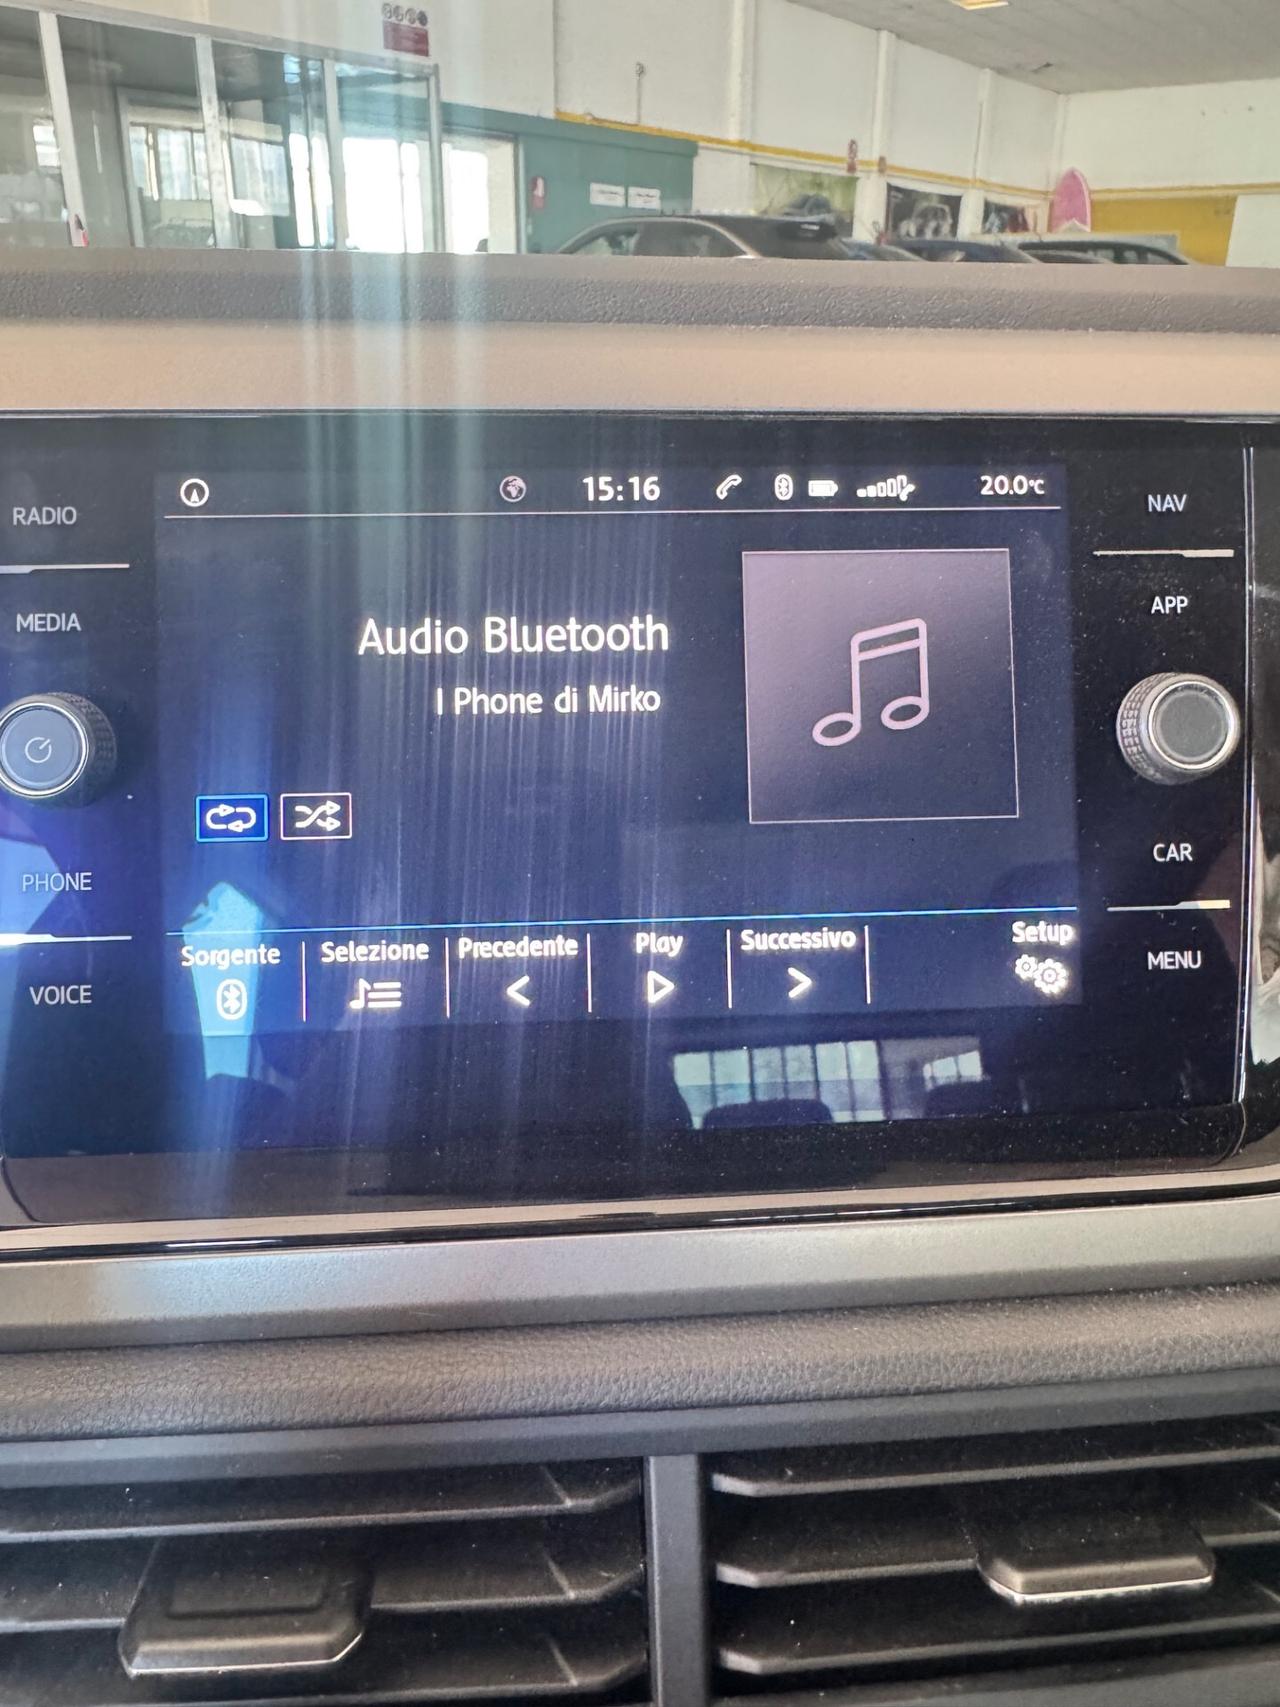 15:16
20.0°C
RADIO
MEDIA
PHONE
VOICE
Audio Bluetooth
I Phone di Mirko
Sorgente
Selezione
Precedente
Play
Successivo
Setup
NAV
APP
CAR
MENU